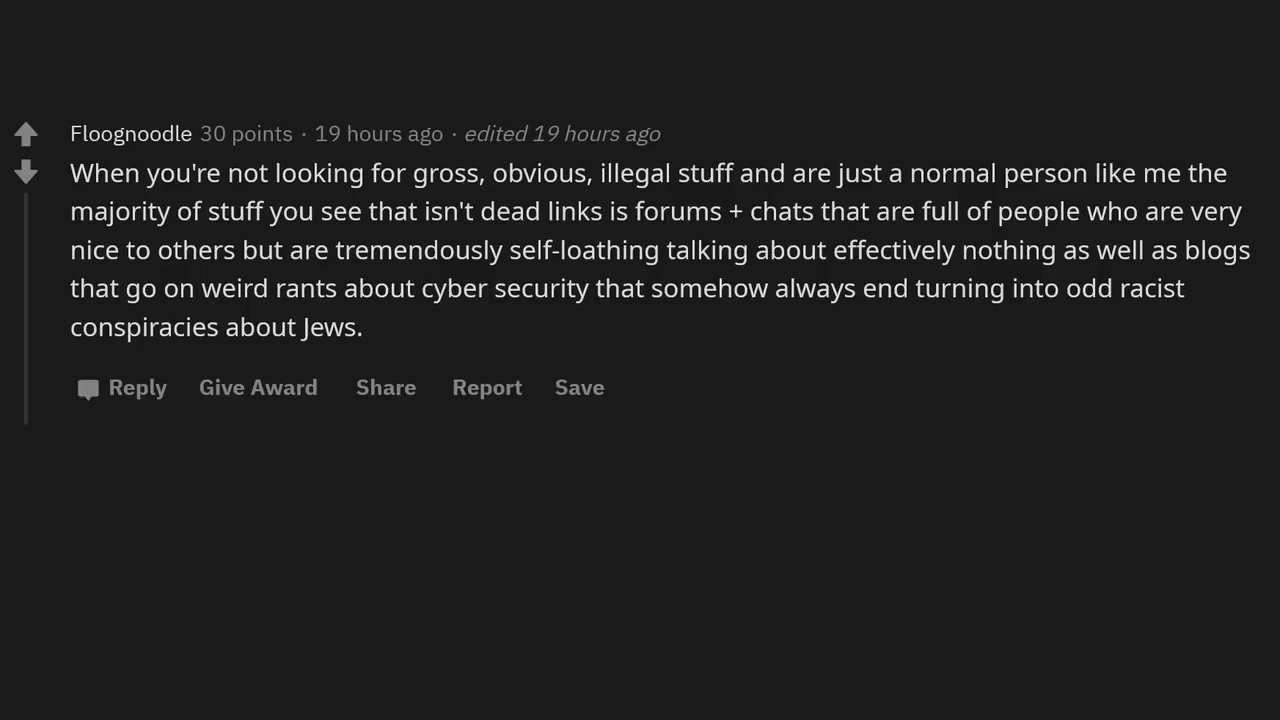 Floognoodle 30 points · 19 hours ago · edited 19 hours ago
When you're not looking for gross, obvious, illegal stuff and are just a normal person like me the
majority of stuff you see that isn't dead links is forums + chats that are full of people who are very
nice to others but are tremendously self-loathing talking about effectively nothing as well as blogs
that go on weird rants about cyber security that somehow always end turning into odd racist
conspiracies about Jews.
Reply Give Award Share Report Save